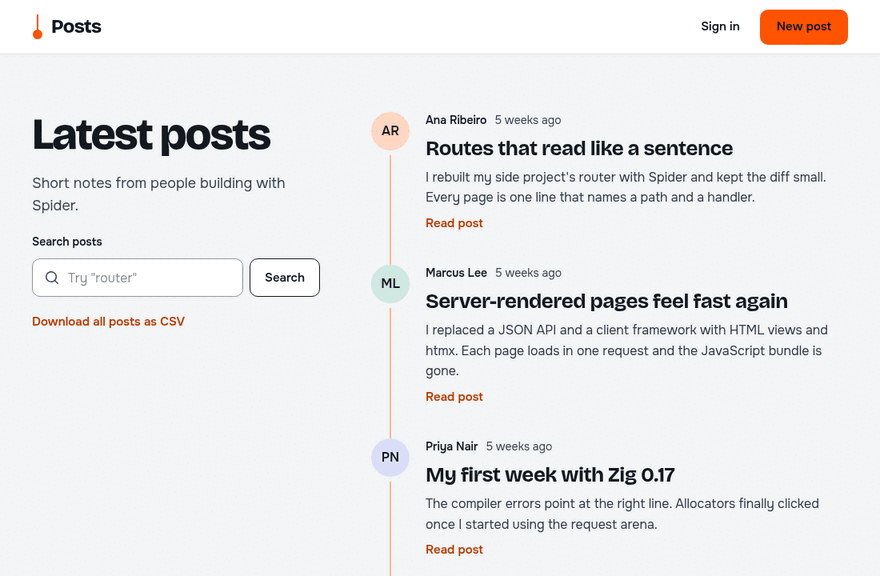 Posts
Sign in
New post
Latest posts
Short notes from people building with
Spider.
Search posts
Try "router"
Search
Download all posts as CSV
AR
Ana Ribeiro 5 weeks ago
Routes that read like a sentence
I rebuilt my side project's router with Spider and kept the diff small.
Every page is one line that names a path and a handler.
Read post
ML
Marcus Lee 5 weeks ago
Server-rendered pages feel fast again
I replaced a JSON API and a client framework with HTML views and
htmx. Each page loads in one request and the JavaScript bundle is
gone.
Read post
PN
Priya Nair 5 weeks ago
My first week with Zig 0.17
The compiler errors point at the right line. Allocators finally clicked
once I started using the request arena.
Read post